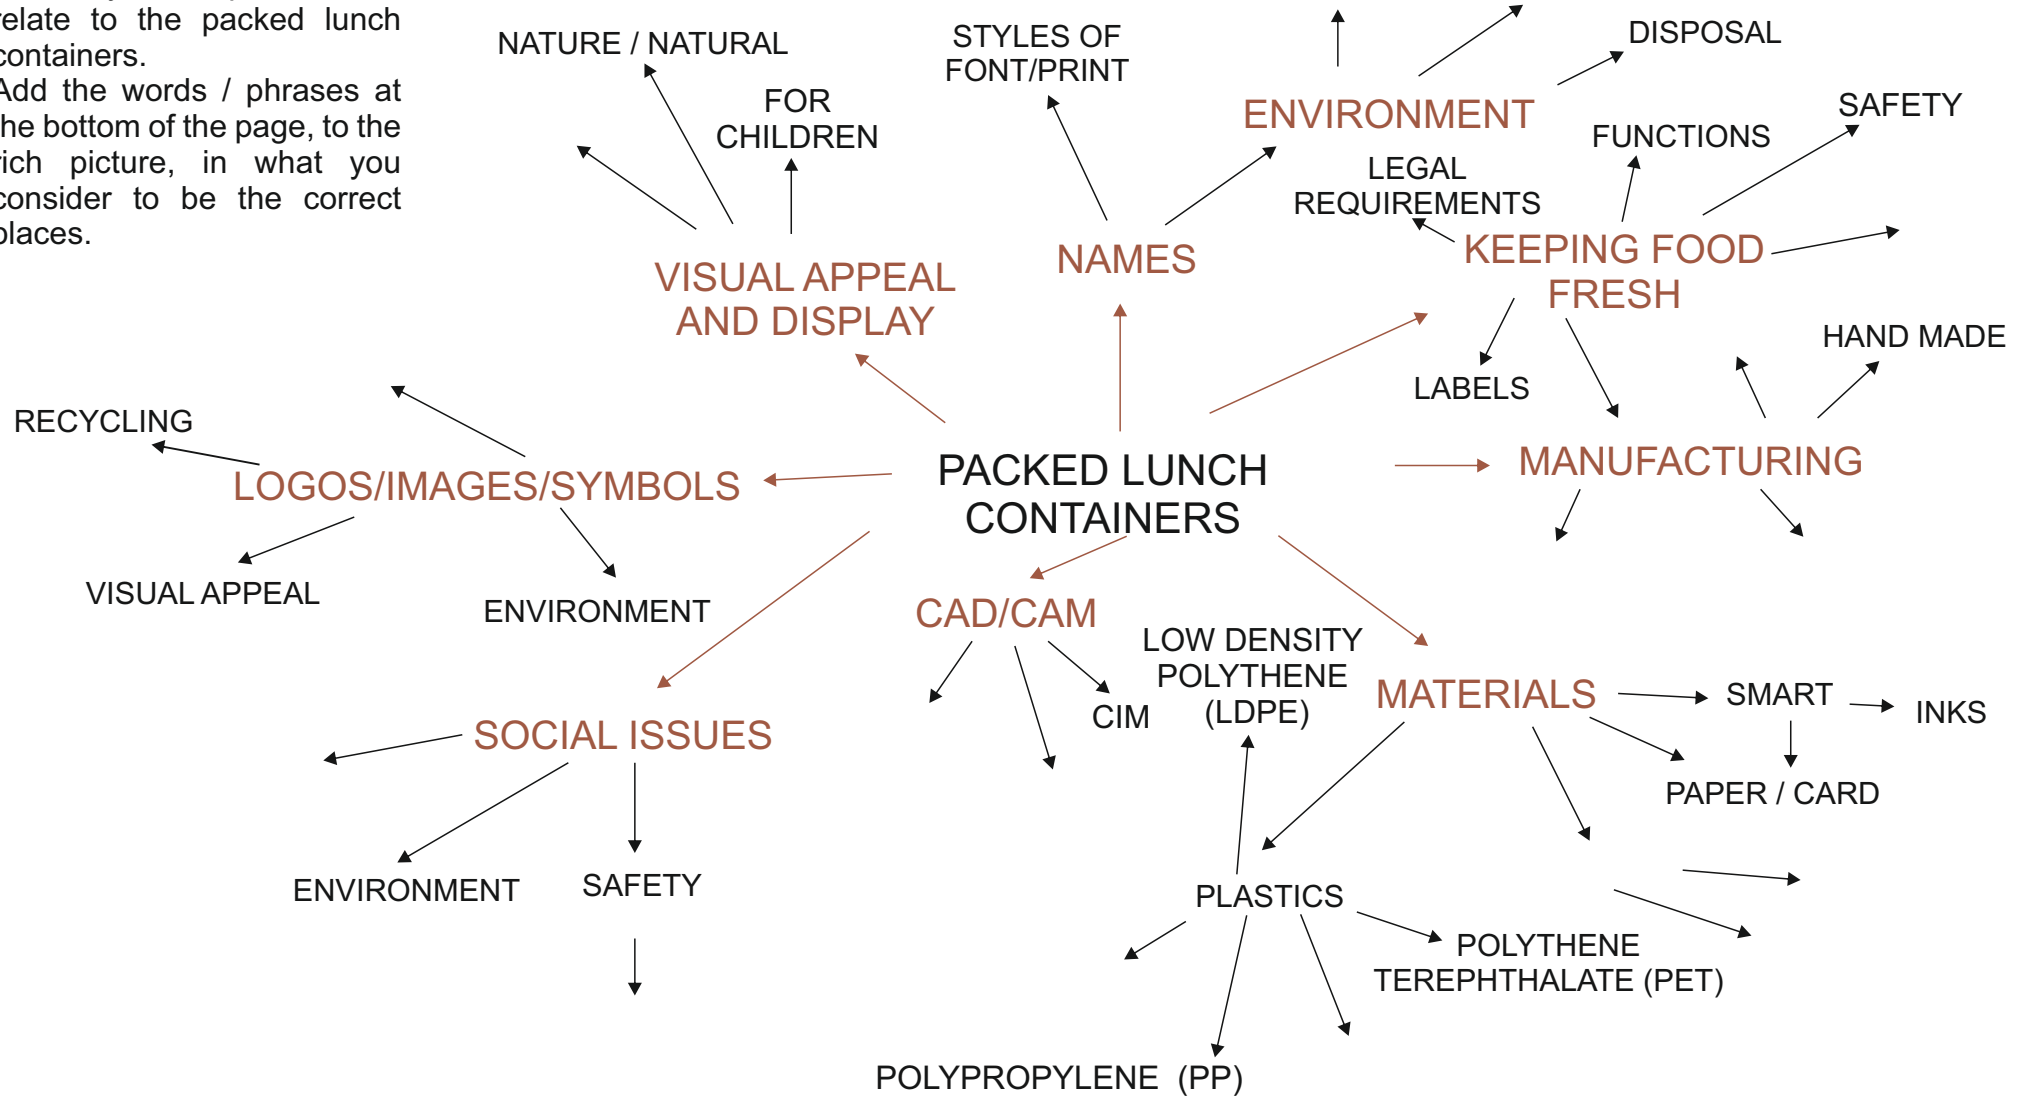 relate to the packed lunch
containers.
Add the words / phrases at
the bottom of the page, to the
rich picture, in what you
consider to be the correct
places.
NATURE / NATURAL
FOR
CHILDREN
STYLES OF
FONT/PRINT
DISPOSAL
ENVIRONMENT
SAFETY
FUNCTIONS
LEGAL
REQUIREMENTS
VISUAL APPEAL
AND DISPLAY
NAMES
KEEPING FOOD
FRESH
HAND MADE
LABELS
RECYCLING
LOGOS/IMAGES/SYMBOLS
PACKED LUNCH
CONTAINERS
MANUFACTURING
VISUAL APPEAL
ENVIRONMENT
CAD/CAM
LOW DENSITY
POLYTHENE
(LDPE)
MATERIALS
SMART
INKS
CIM
SOCIAL ISSUES
PAPER / CARD
ENVIRONMENT
SAFETY
PLASTICS
POLYTHENE
TEREPHTHALATE (PET)
POLYPROPYLENE (PP)